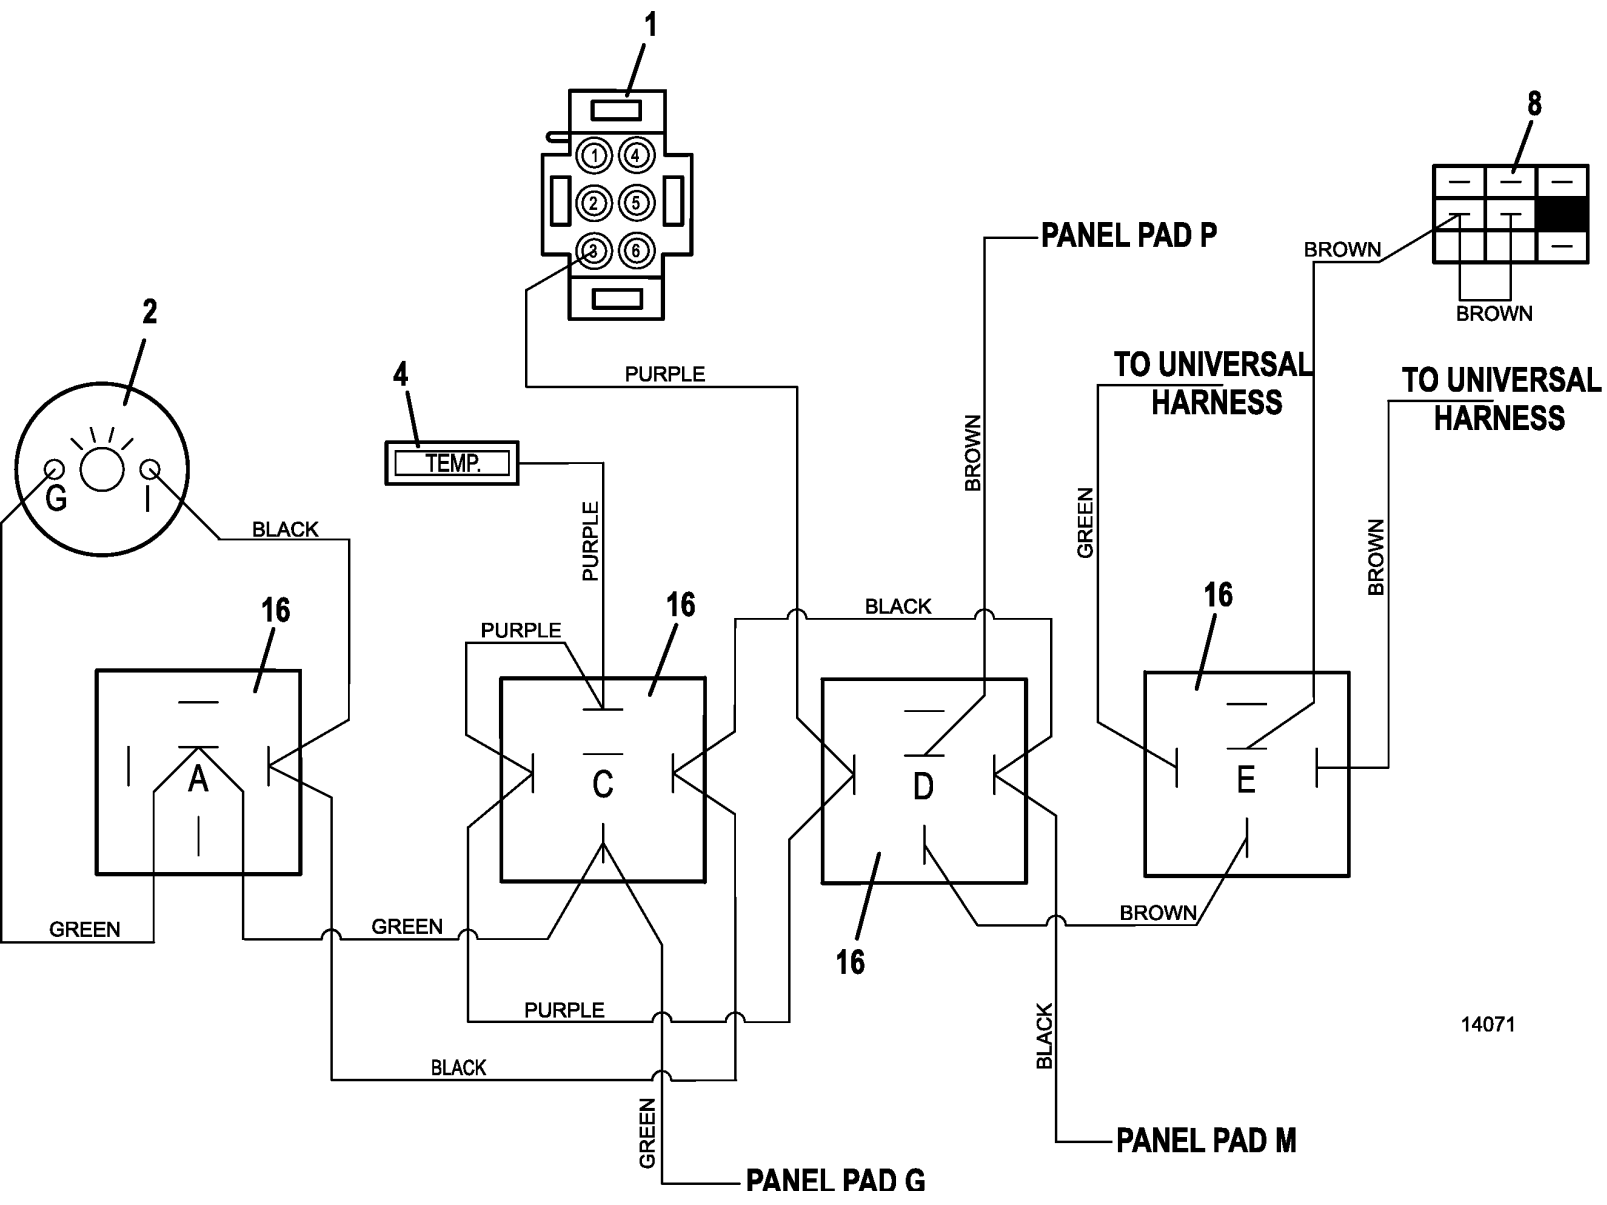 1
8
1
4
2
5
3
6
PANEL PAD P
BROWN
BROWN
2
4
PURPLE
TO UNIVERSAL
HARNESS
TO UNIVERSAL
HARNESS
TEMP.
G
I
BLACK
PURPLE
BROWN
GREEN
BROWN
16
PURPLE
16
BLACK
16
A
C
D
E
GREEN
GREEN
BROWN
16
PURPLE
BLACK
BLACK
14071
GREEN
PANEL PAD M
PANEL PAD G